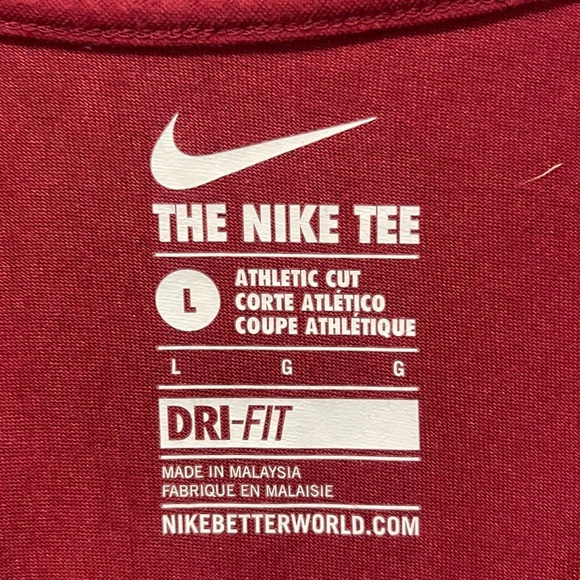 THE NIKE TEE
L
ATHLETIC CUT
CORTE ATLÉTICO
COUPE ATHLÉTIQUE
L G G
DRI-FIT
MADE IN MALAYSIA
FABRIQUE EN MALAISIE
NIKEBETTERWORLD.COM